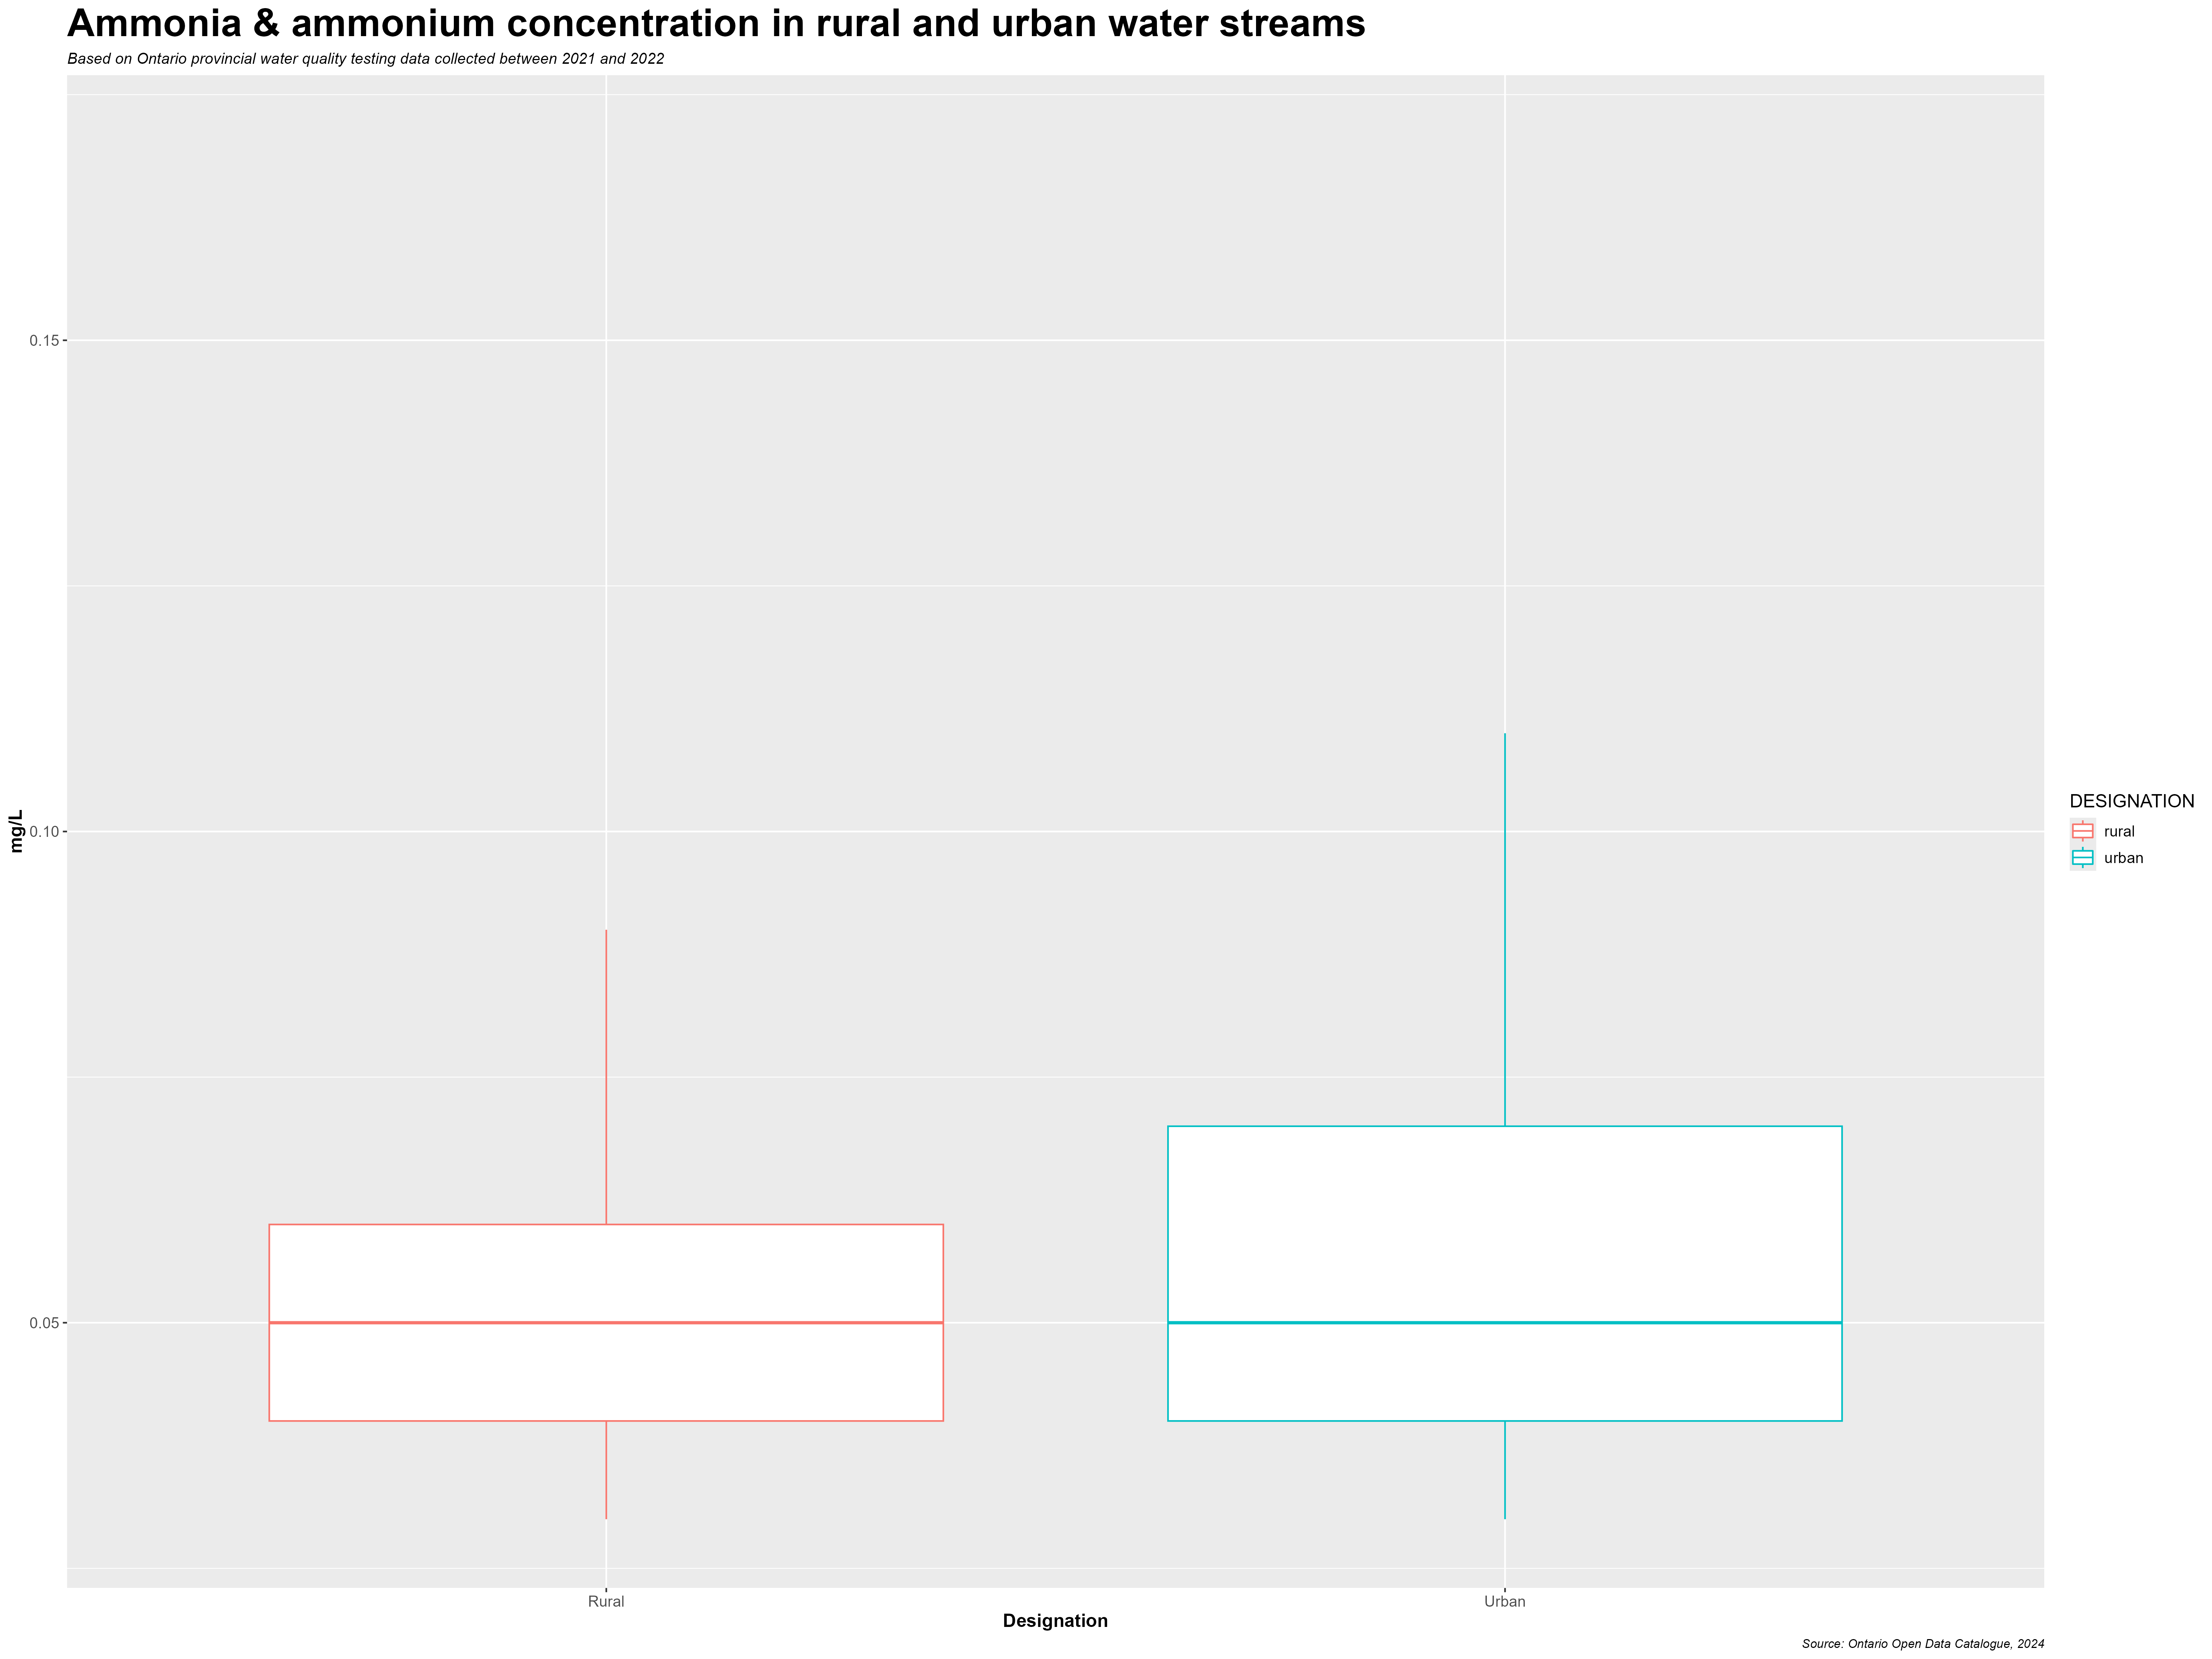 Ammonia & ammonium concentration in rural and urban water streams
Based on Ontario provincial water quality testing data collected between 2021 and 2022
0.15
0.10
0.05
mg/L
Rural
Urban
Designation
DESIGNATION
rural
urban
Source: Ontario Open Data Catalogue, 2024